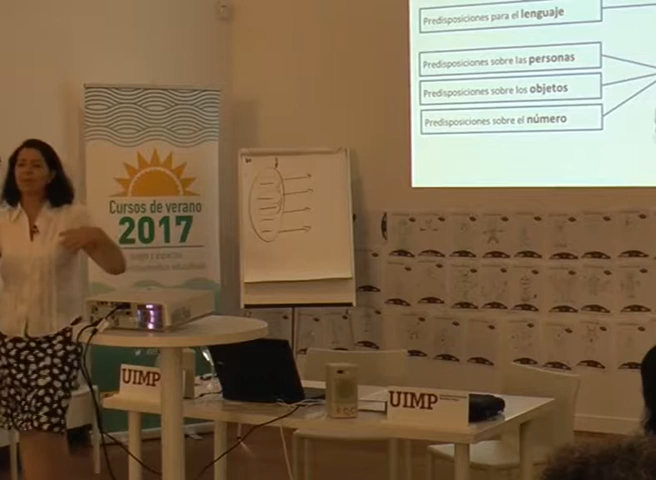 Predisposiciones para el lenguaje
Predisposiciones sobre las personas
Predisposiciones sobre los objetos
Predisposiciones sobre el número
Cursos de Verano
2017
UIMP
UIMP